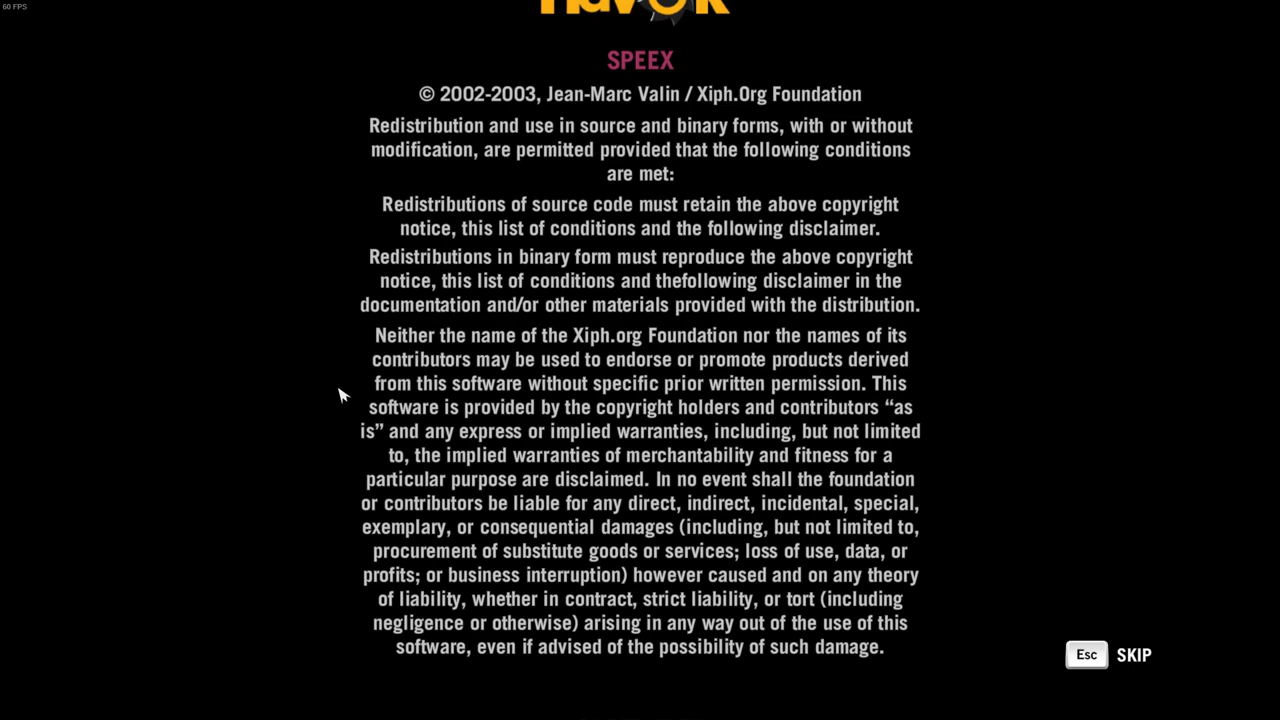 60 FPS
havok
SPEEX
© 2002-2003, Jean-Marc Valin / Xiph.Org Foundation
Redistribution and use in source and binary forms, with or without
modification, are permitted provided that the following conditions
are met:
Redistributions of source code must retain the above copyright
notice, this list of conditions and the following disclaimer.
Redistributions in binary form must reproduce the above copyright
notice, this list of conditions and thefollowing disclaimer in the
documentation and/or other materials provided with the distribution.
Neither the name of the Xiph.org Foundation nor the names of its
contributors may be used to endorse or promote products derived
from this software without specific prior written permission. This
software is provided by the copyright holders and contributors “as
is” and any express or implied warranties, including, but not limited
to, the implied warranties of merchantability and fitness for a
particular purpose are disclaimed. In no event shall the foundation
or contributors be liable for any direct, indirect, incidental, special,
exemplary, or consequential damages (including, but not limited to,
procurement of substitute goods or services; loss of use, data, or
profits; or business interruption) however caused and on any theory
of liability, whether in contract, strict liability, or tort (including
negligence or otherwise) arising in any way out of the use of this
software, even if advised of the possibility of such damage.
Esc SKIP